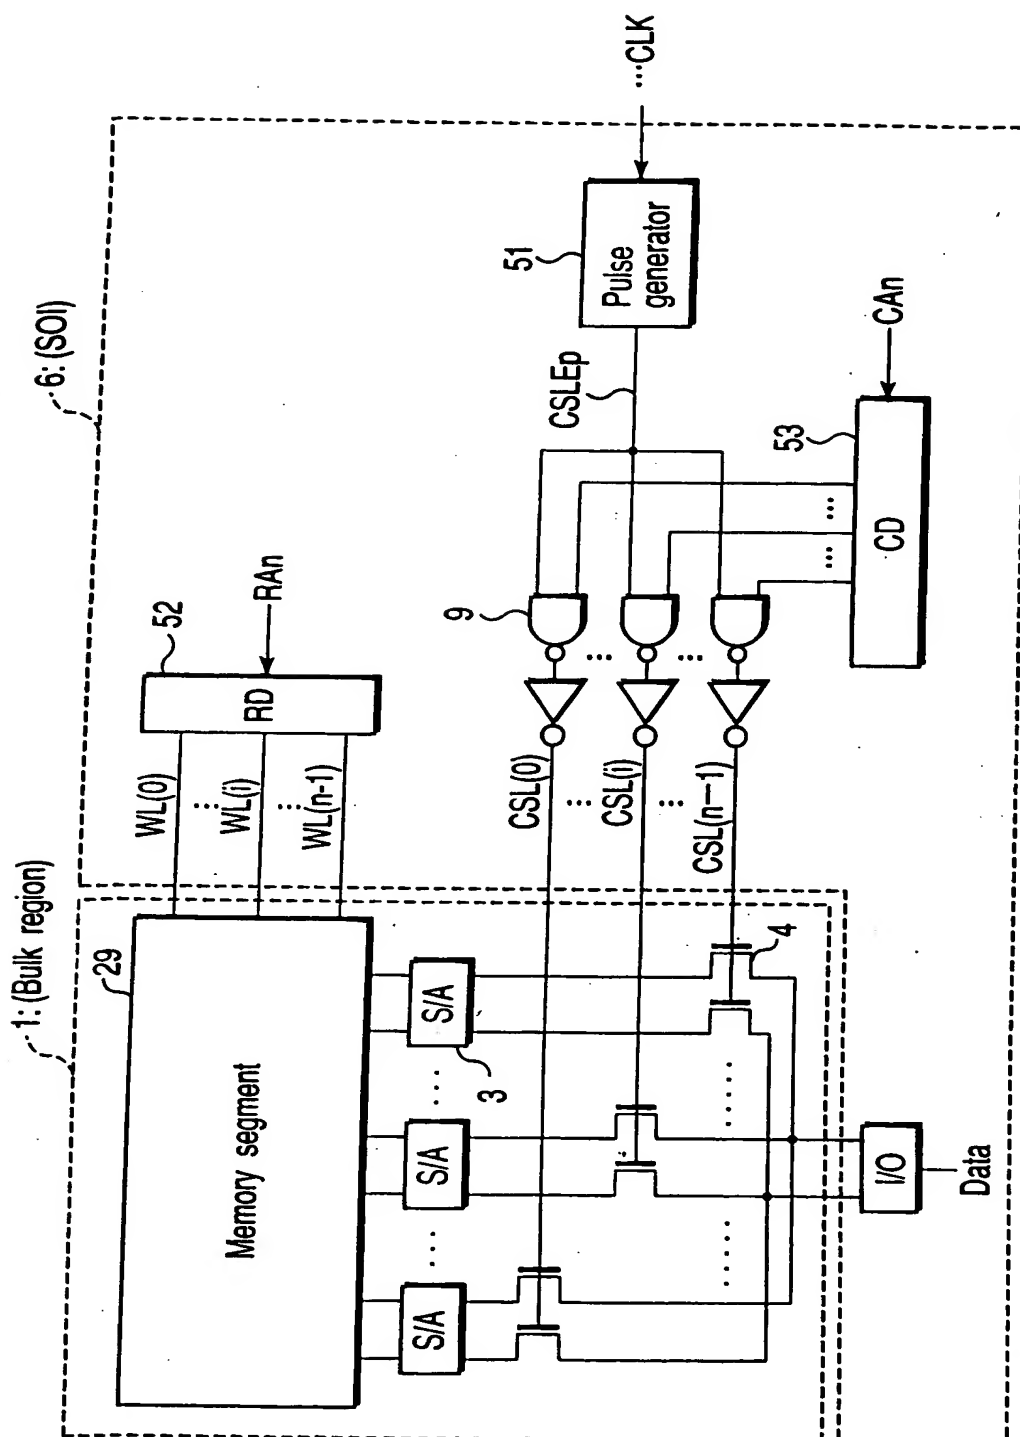 1: (Bulk region)
29
Memory segment
S/A
....
S/A
....
S/A
3
4
......
......
I/O
Data
6: (SOI)
WL(0)
...
WL(i)
...
WL(n-1)
52
RD
RAn
CSL(0)
...
CSL(i)
...
CSL(n-1)
9
...
...
CSLEp
51
Pulse
generator
...CLK
53
CD
...
...
CAn